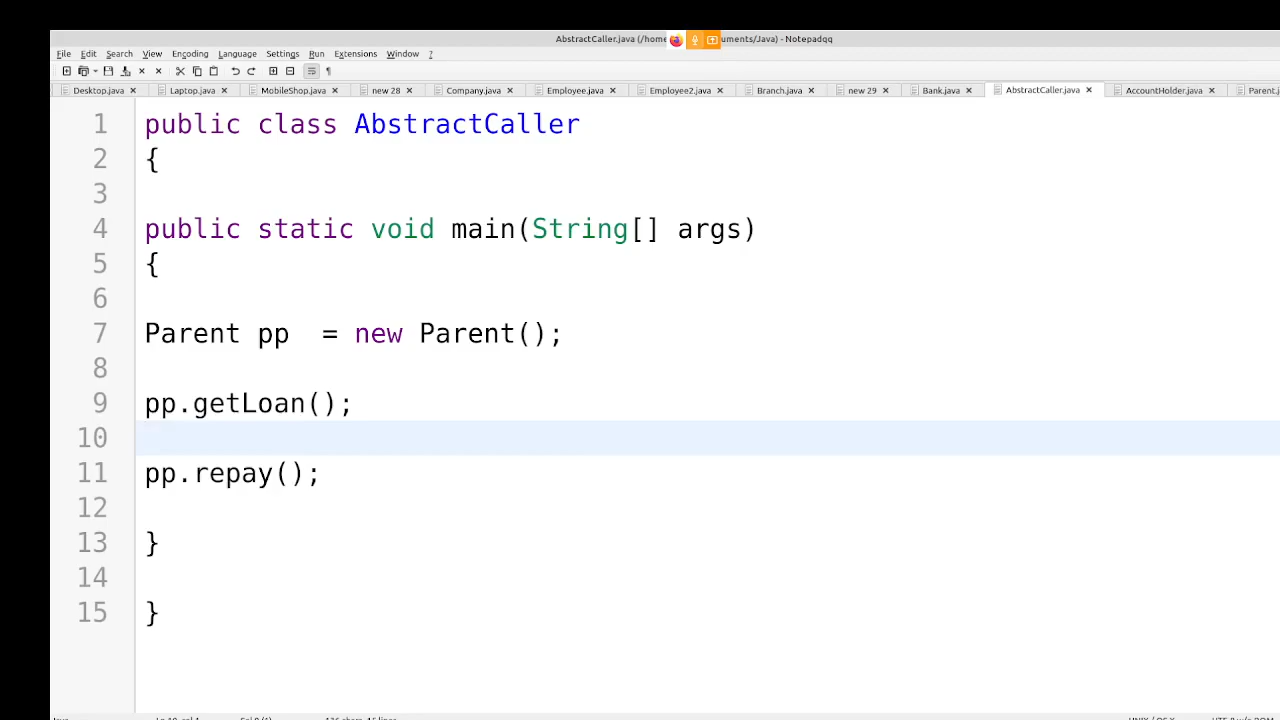 AbstractCaller.java (/home uments/Java) - Notepadqq
File Edit Search View Encoding Language Settings Run Extensions Window ?
Desktop.java Laptop.java MobileShop.java new 28 Company.java Employee.java Employee2.java Branch.java new 29 Bank.java AbstractCaller.java AccountHolder.java Parent.j
1 public class AbstractCaller
2 {
3
4 public static void main(String[] args)
5 {
6
7 Parent pp  = new Parent();
8
9 pp.getLoan();
10
11 pp.repay();
12
13 }
14
15 }